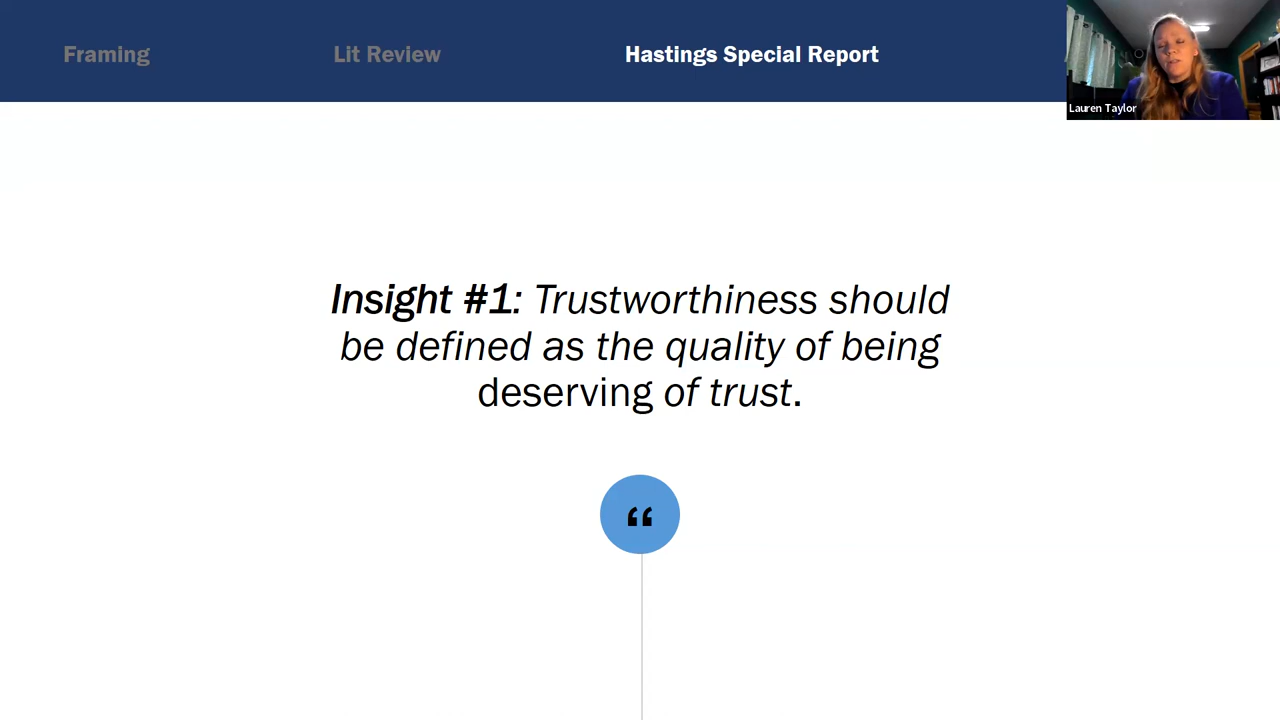 Framing
Lit Review
Hastings Special Report
Lauren Taylor
Insight #1: Trustworthiness should
be defined as the quality of being
deserving of trust.
“